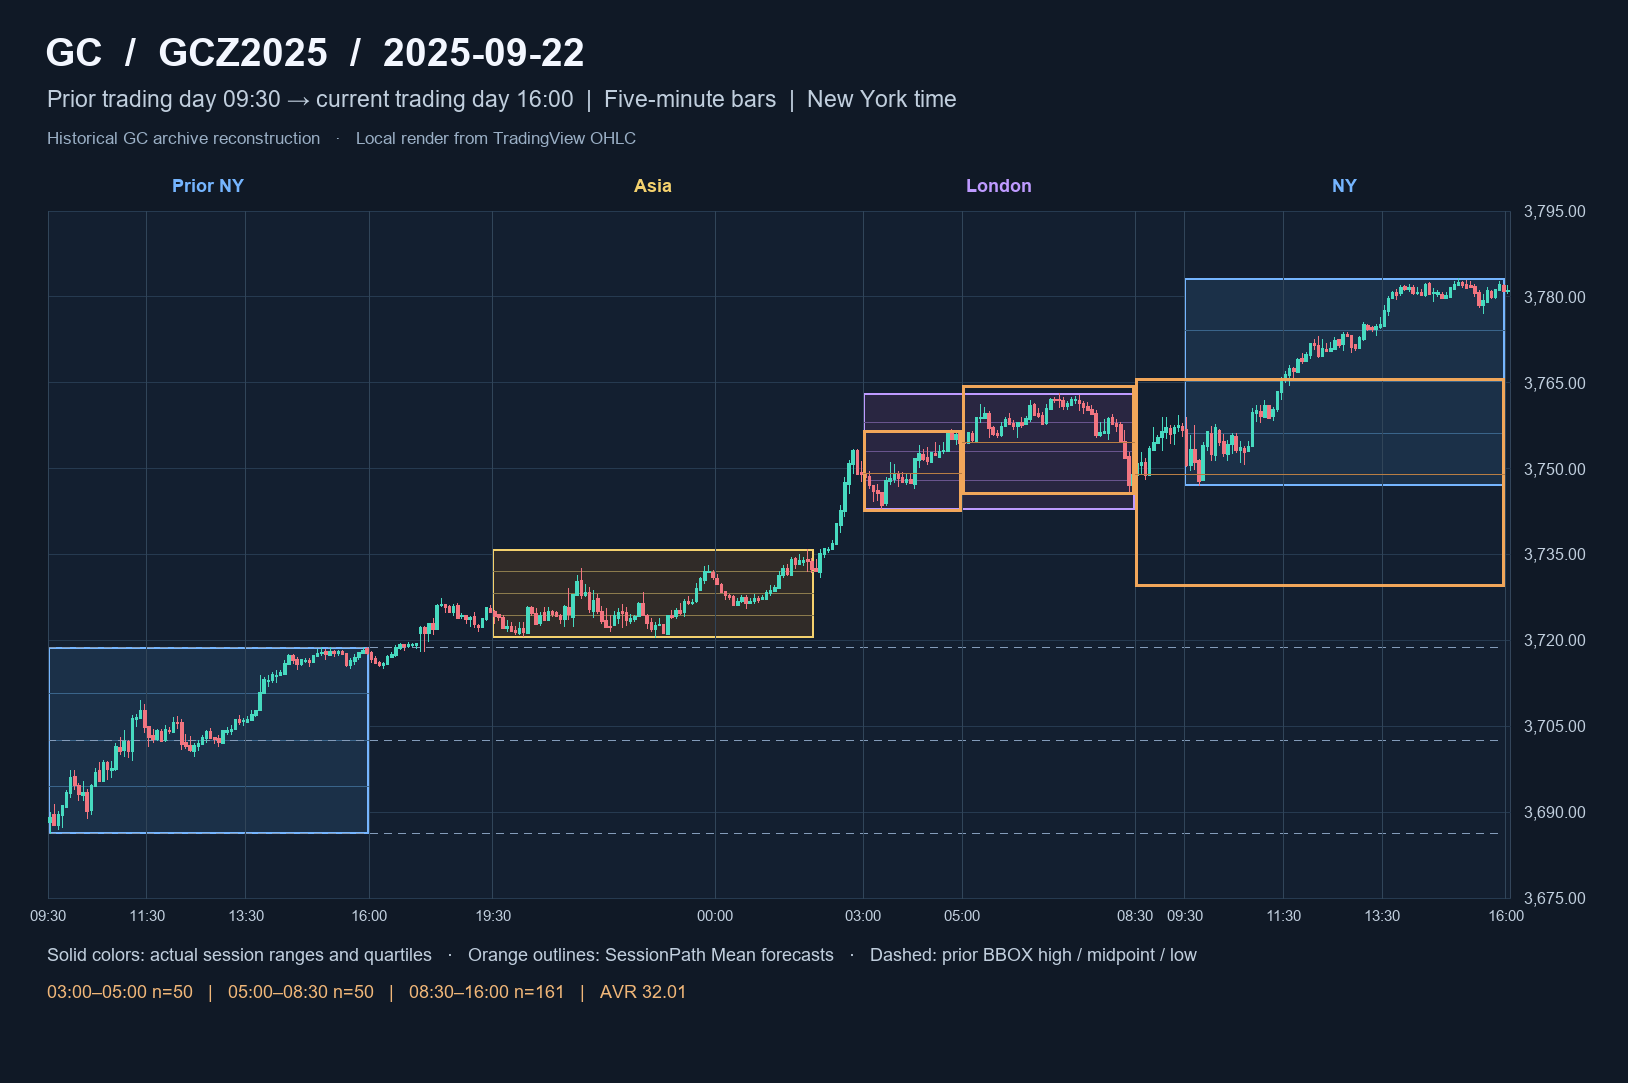 GC / GCZ2025 / 2025-09-22
Prior trading day 09:30 → current trading day 16:00 | Five-minute bars | New York time
Historical GC archive reconstruction · Local render from TradingView OHLC
Prior NY Asia London NY
3,795.00
3,780.00
3,765.00
3,750.00
3,735.00
3,720.00
3,705.00
3,690.00
3,675.00
09:30 11:30 13:30 16:00 19:30 00:00 03:00 05:00 08:30 09:30 11:30 13:30 16:00
Solid colors: actual session ranges and quartiles · Orange outlines: SessionPath Mean forecasts · Dashed: prior BBOX high / midpoint / low
03:00–05:00 n=50 | 05:00–08:30 n=50 | 08:30–16:00 n=161 | AVR 32.01